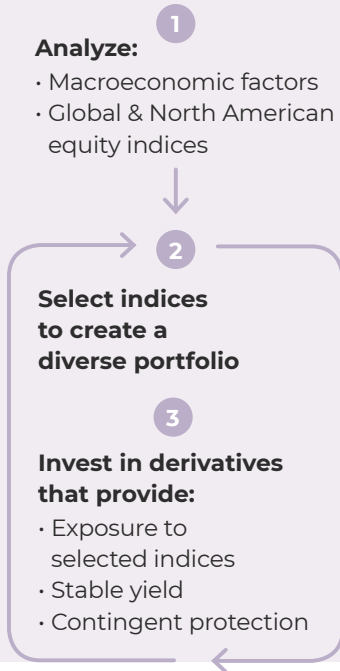 1
Analyze:
· Macroeconomic factors
· Global & North American
equity indices
2
Select indices
to create a
diverse portfolio
3
Invest in derivatives
that provide:
· Exposure to
selected indices
· Stable yield
· Contingent protection